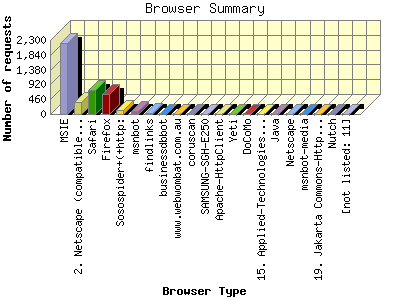 Browser Summary
Number of requests
2,300
1,840
1,380
920
460
0
MSIE
2. Netscape (compatible...
Safari
Firefox
Sosospider+(+http:
msnbot
findlinks
businessdbot
www.webwombat.com.au
coruscan
SAMSUNG-SGH-E250
Apache-HttpClient
Yeti
DoCoMo
15. Applied-Technologies...
Java
Netscape
msnbot-media
19. Jakarta Commons-Http...
Nutch
[not listed: 11]
Browser Type